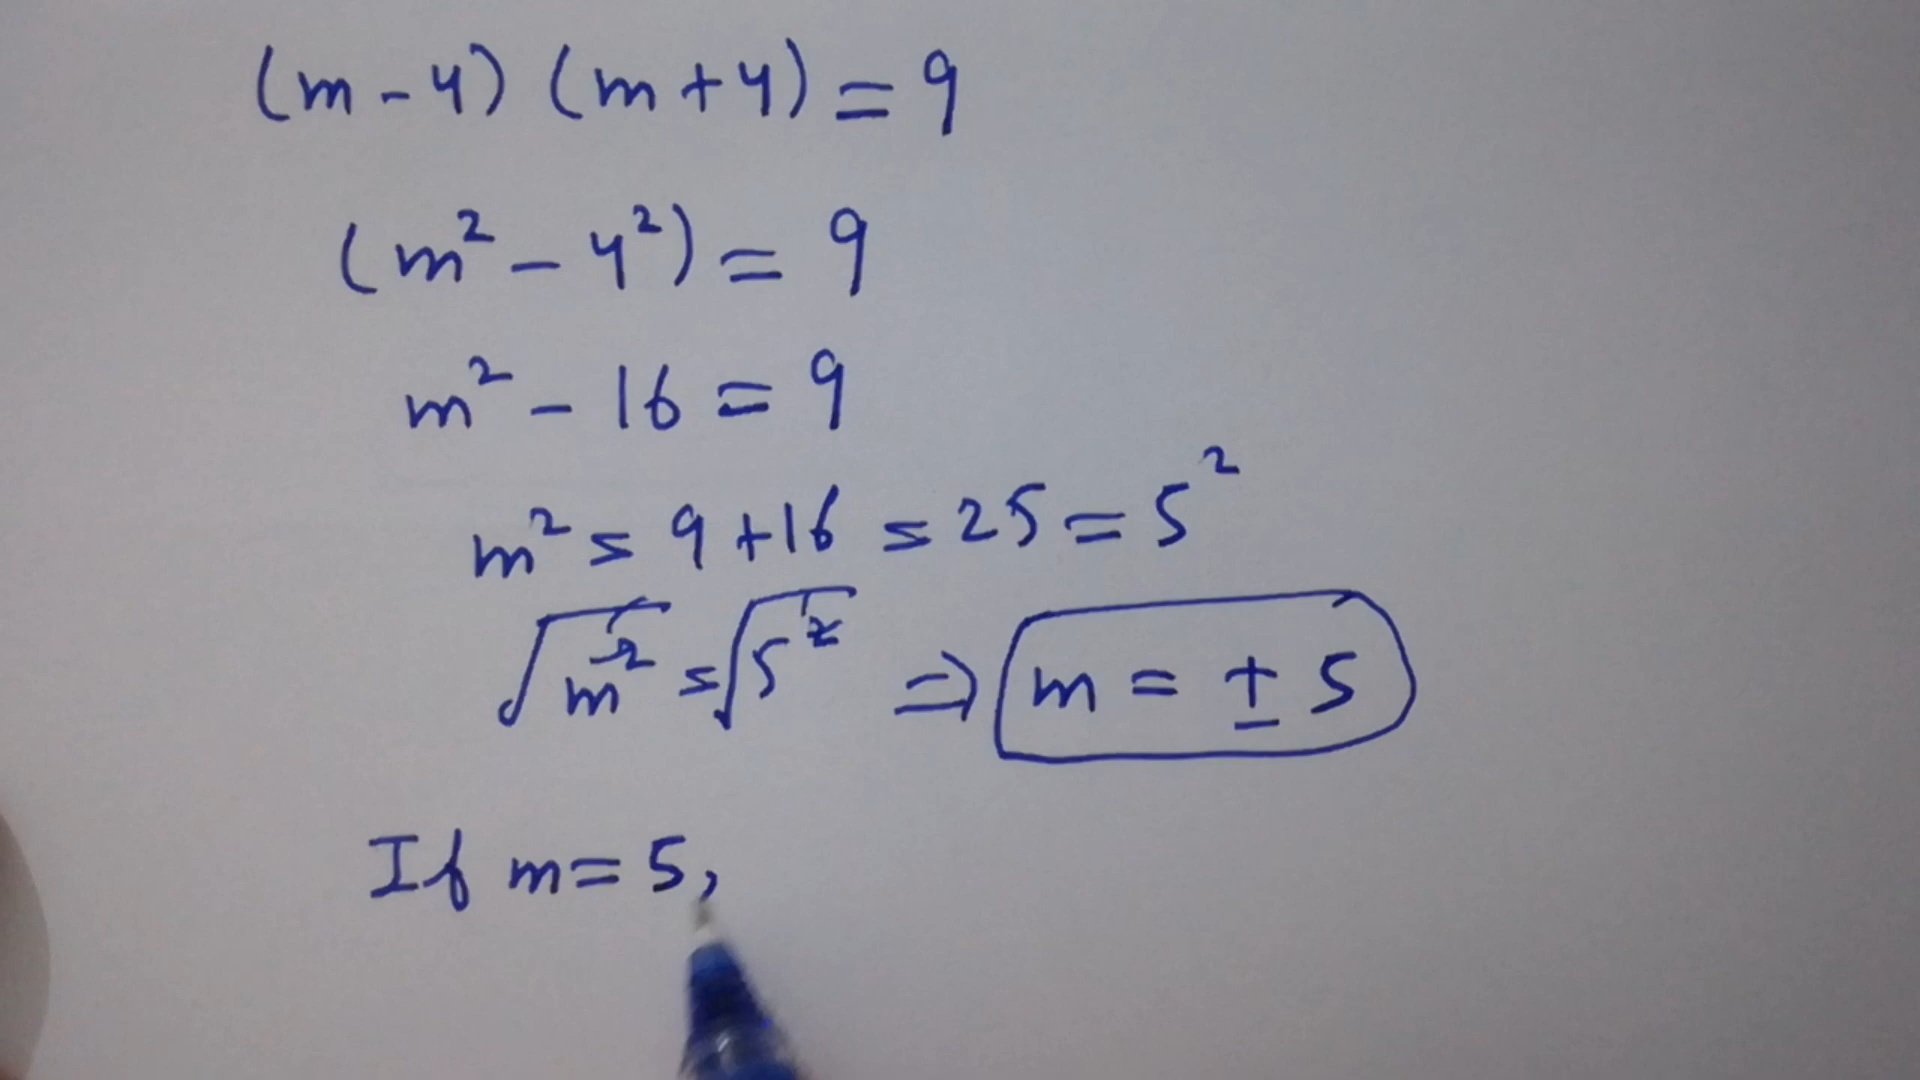 (m - 4) (m + 4) = 9
(m² - 4²) = 9
m² - 16 = 9
m² = 9 + 16 = 25 = 5²
√m² = √5² ⇒ m = ± 5
If m = 5,